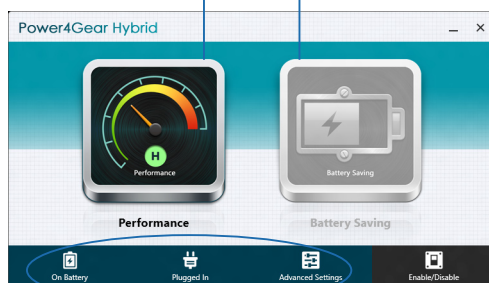 Power4Gear Hybrid
H
Performance
Battery Saving
Performance
Battery Saving
On Battery
Plugged In
Advanced Settings
Enable/Disable